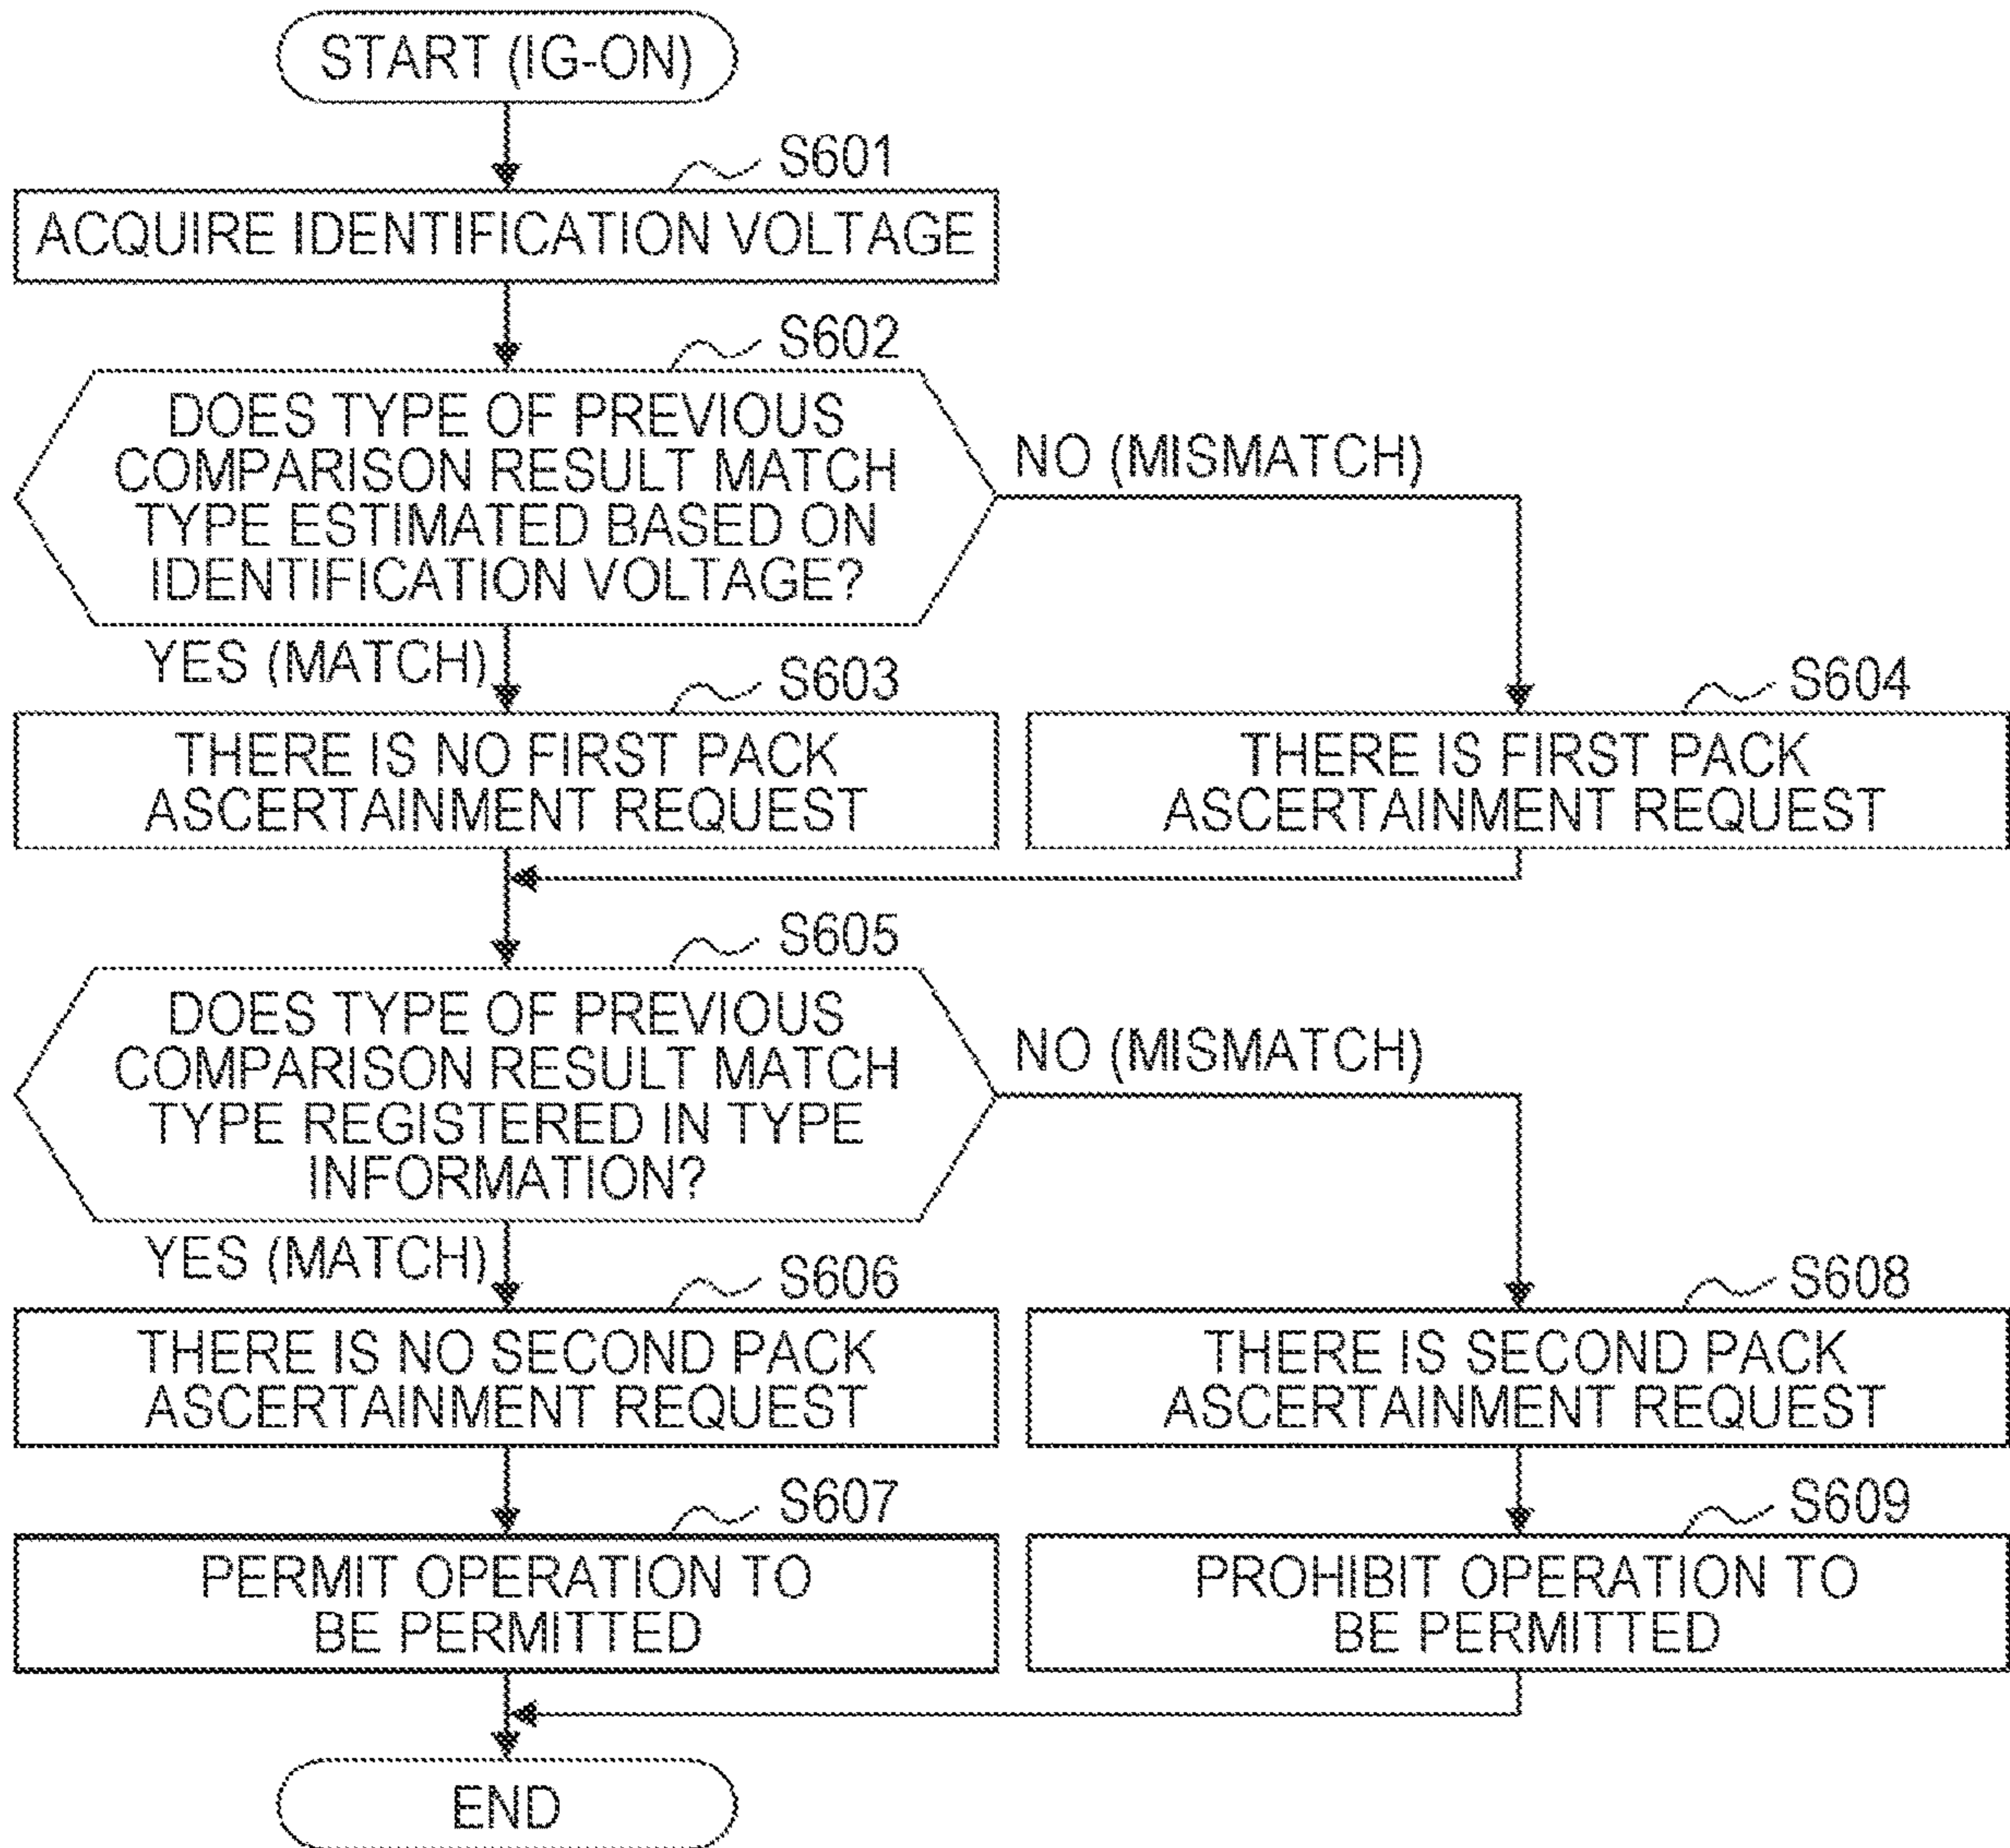 START (IG-ON)
S601
ACQUIRE IDENTIFICATION VOLTAGE
S602
DOES TYPE OF PREVIOUS
COMPARISON RESULT MATCH
TYPE ESTIMATED BASED ON
IDENTIFICATION VOLTAGE?
NO (MISMATCH)
YES (MATCH)
S603
THERE IS NO FIRST PACK
ASCERTAINMENT REQUEST
S604
THERE IS FIRST PACK
ASCERTAINMENT REQUEST
S605
DOES TYPE OF PREVIOUS
COMPARISON RESULT MATCH
TYPE REGISTERED IN TYPE
INFORMATION?
NO (MISMATCH)
YES (MATCH)
S606
THERE IS NO SECOND PACK
ASCERTAINMENT REQUEST
S608
THERE IS SECOND PACK
ASCERTAINMENT REQUEST
S607
PERMIT OPERATION TO
BE PERMITTED
S609
PROHIBIT OPERATION TO
BE PERMITTED
END